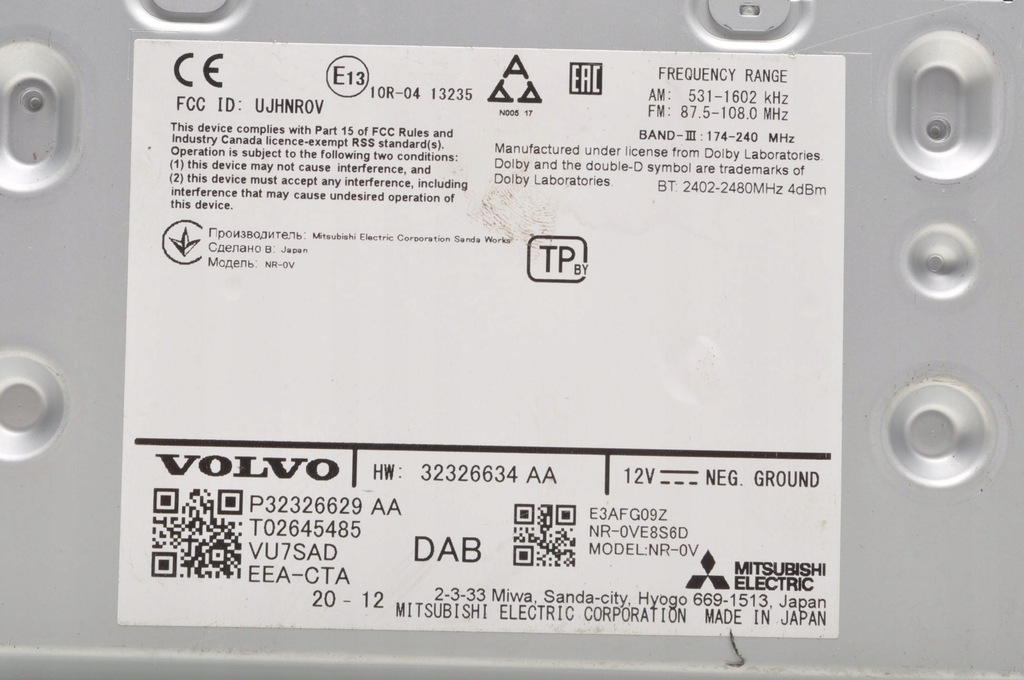 CE
FCC ID: UJHNR0V
E13
10R-04 13235
N005 17
EAC
FREQUENCY RANGE
AM: 531-1602 kHz
FM: 87.5-108.0 MHz
BAND-III: 174-240 MHz
This device complies with Part 15 of FCC Rules and
Industry Canada licence-exempt RSS standard(s).
Operation is subject to the following two conditions:
(1) this device may not cause interference, and
(2) this device must accept any interference, including
interference that may cause undesired operation of
this device.
Manufactured under license from Dolby Laboratories.
Dolby and the double-D symbol are trademarks of
Dolby Laboratories.
BT: 2402-2480MHz 4dBm
Производитель: Mitsubishi Electric Corporation Sanda Works
Сделано в: Japan
Модель: NR-0V
TP BY
VOLVO
HW: 32326634 AA
12V NEG. GROUND
P32326629 AA
T02645485
VU7SAD
EEA-CTA
20-12
DAB
E3AFG09Z
NR-0VE8S6D
MODEL:NR-0V
MITSUBISHI
ELECTRIC
2-3-33 Miwa, Sanda-city, Hyogo 669-1513, Japan
MITSUBISHI ELECTRIC CORPORATION MADE IN JAPAN